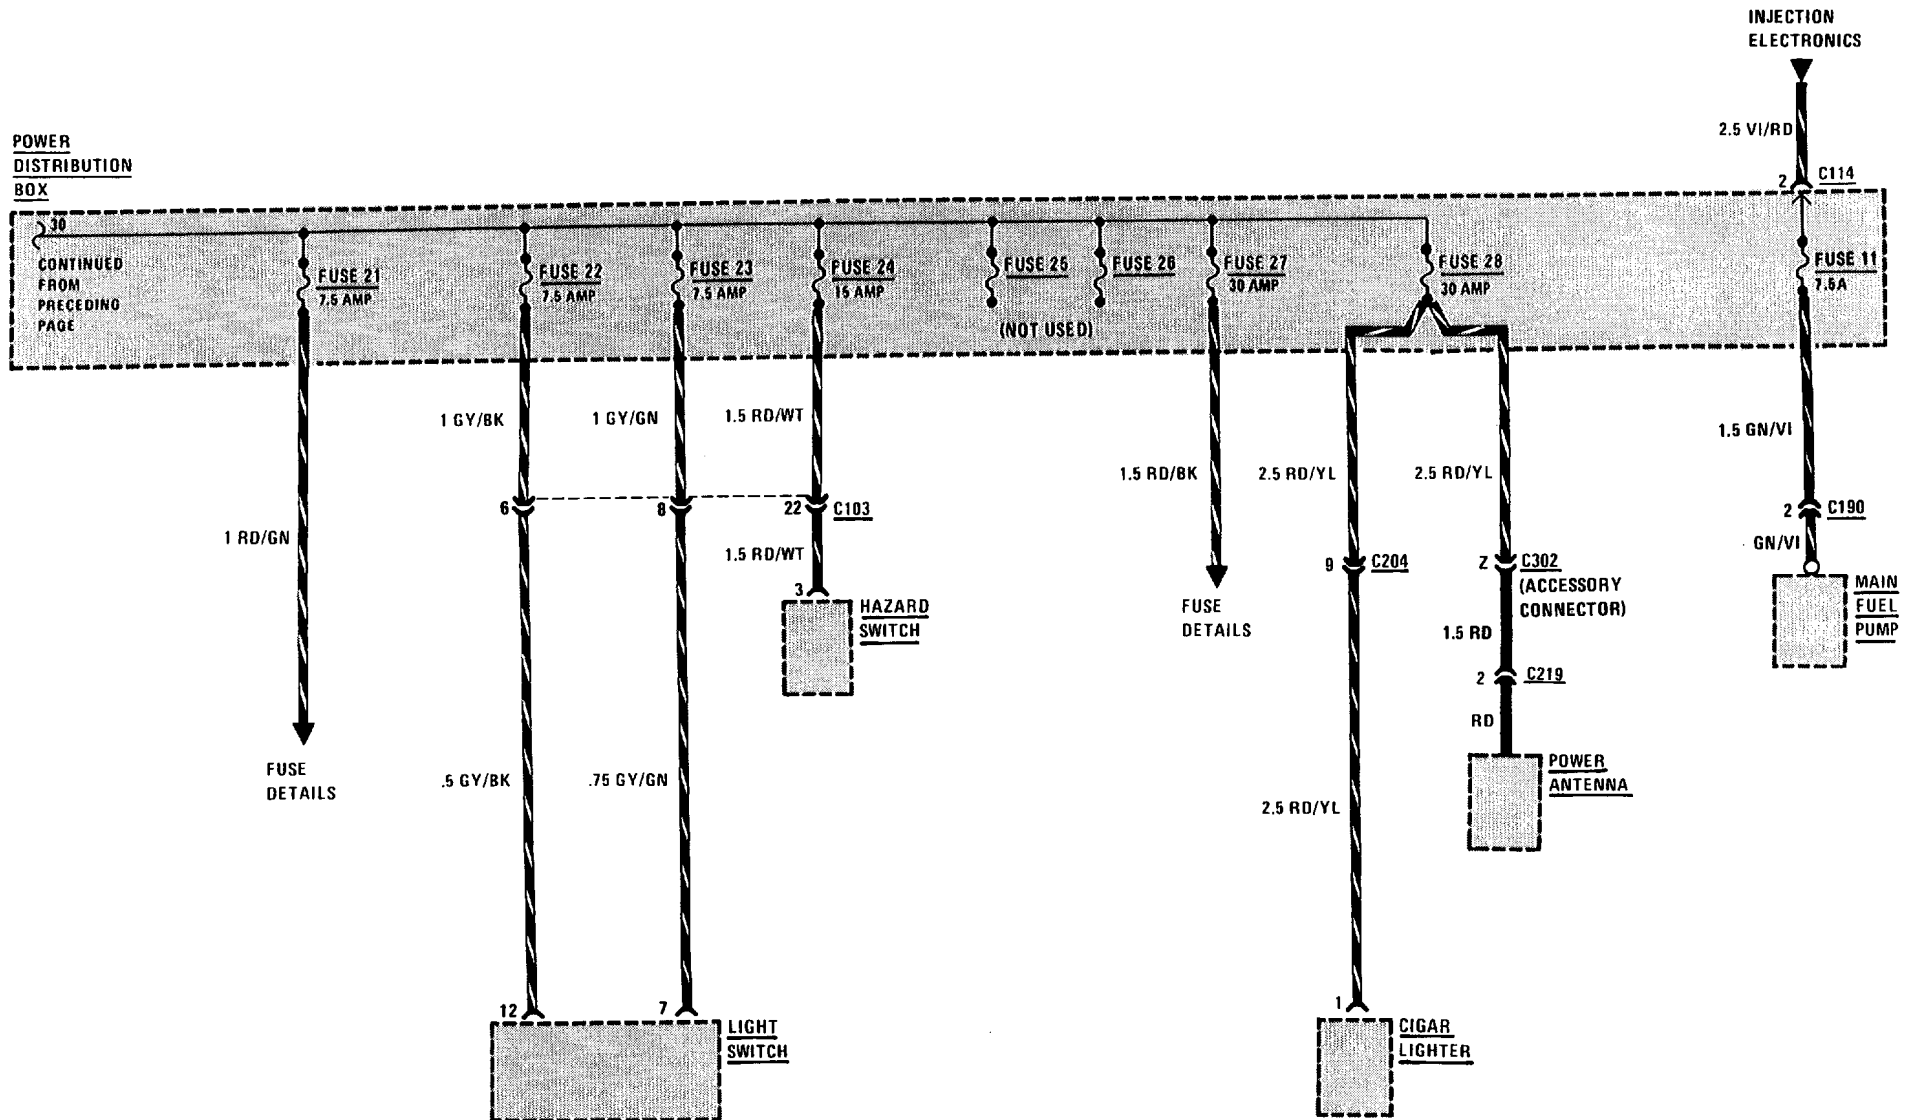 INJECTION
ELECTRONICS
2.5 VI/RD
POWER
DISTRIBUTION
BOX
2
C114
30
CONTINUED
FROM
PRECEDING
PAGE
FUSE 21
7.5 AMP
FUSE 22
7.5 AMP
FUSE 23
7.5 AMP
FUSE 24
15 AMP
FUSE 25
FUSE 26
(NOT USED)
FUSE 27
30 AMP
FUSE 28
30 AMP
FUSE 11
7.5A
1 GY/BK
1 GY/GN
1.5 RD/WT
1.5 RD/BK
2.5 RD/YL
2.5 RD/YL
1.5 GN/VI
6
8
22
C103
2
C190
1 RD/GN
1.5 RD/WT
GN/VI
9
C204
Z
C302
(ACCESSORY
CONNECTOR)
3
HAZARD
SWITCH
FUSE
DETAILS
MAIN
FUEL
PUMP
1.5 RD
2
C219
RD
FUSE
DETAILS
.5 GY/BK
.75 GY/GN
POWER
ANTENNA
2.5 RD/YL
12
7
LIGHT
SWITCH
1
CIGAR
LIGHTER